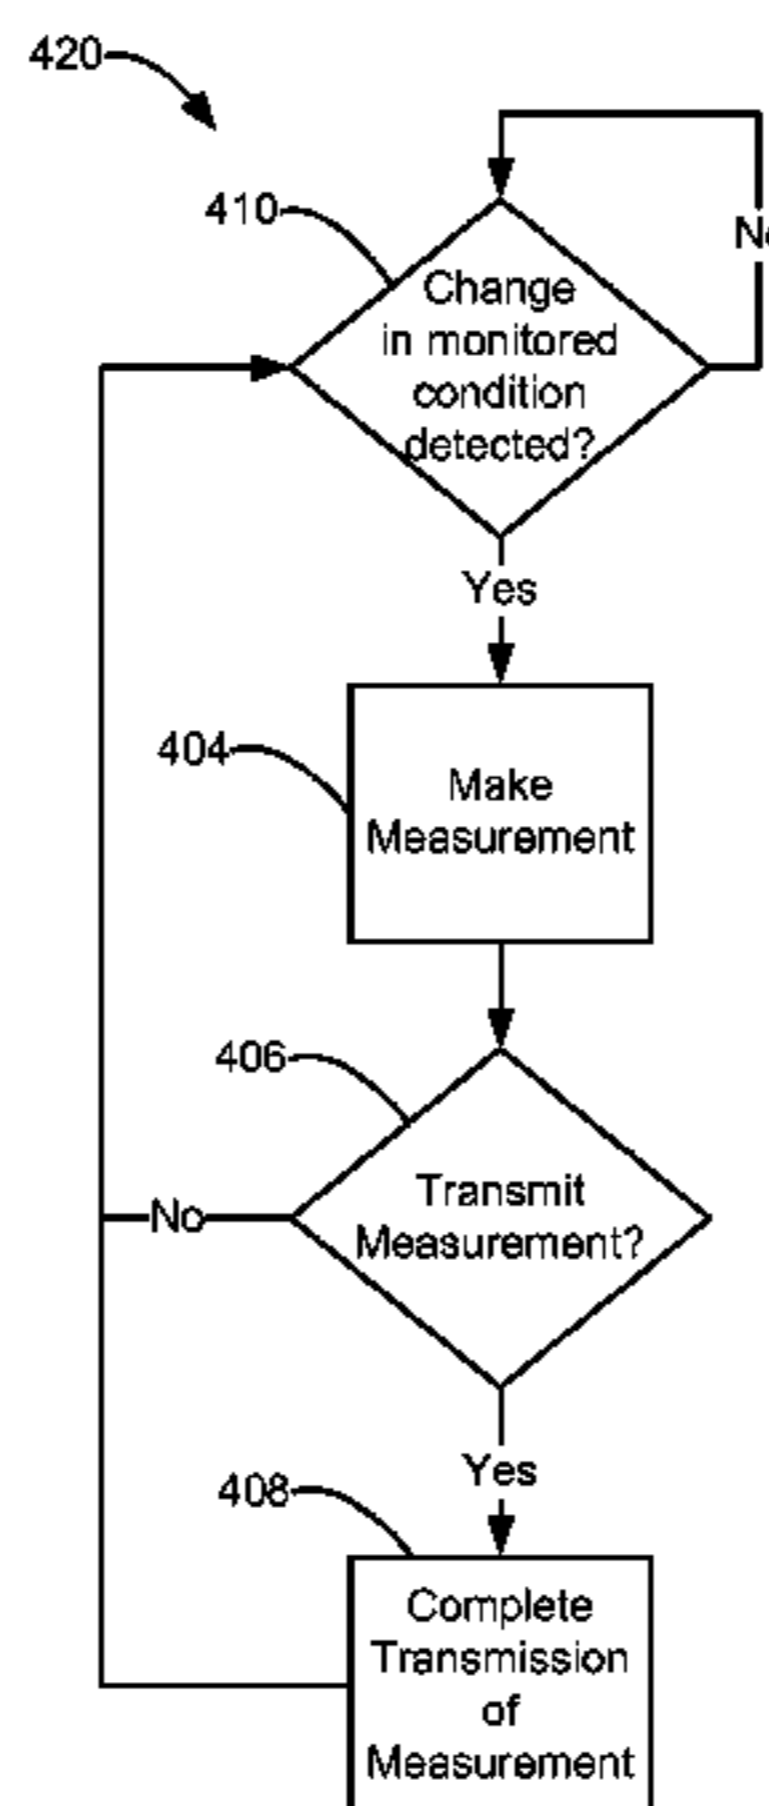 420
410
Change
in monitored
condition
detected?
Yes
404
Make
Measurement
406
Transmit
Measurement?
No
Yes
408
Complete
Transmission
of
Measurement